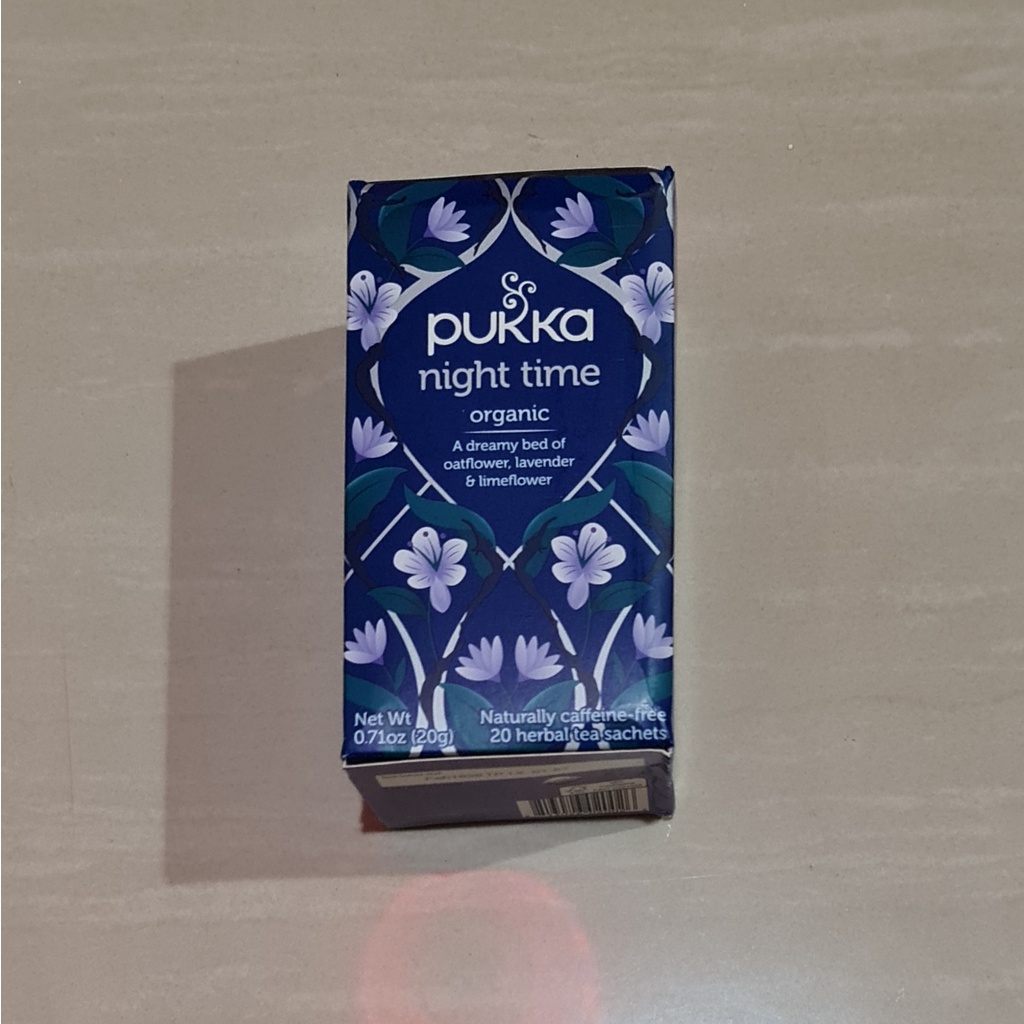 pukka
night time
organic
A dreamy bed of
oatflower, lavender
& limeflower
Net Wt
0.71oz (20g)
Naturally caffeine-free
20 herbal tea sachets